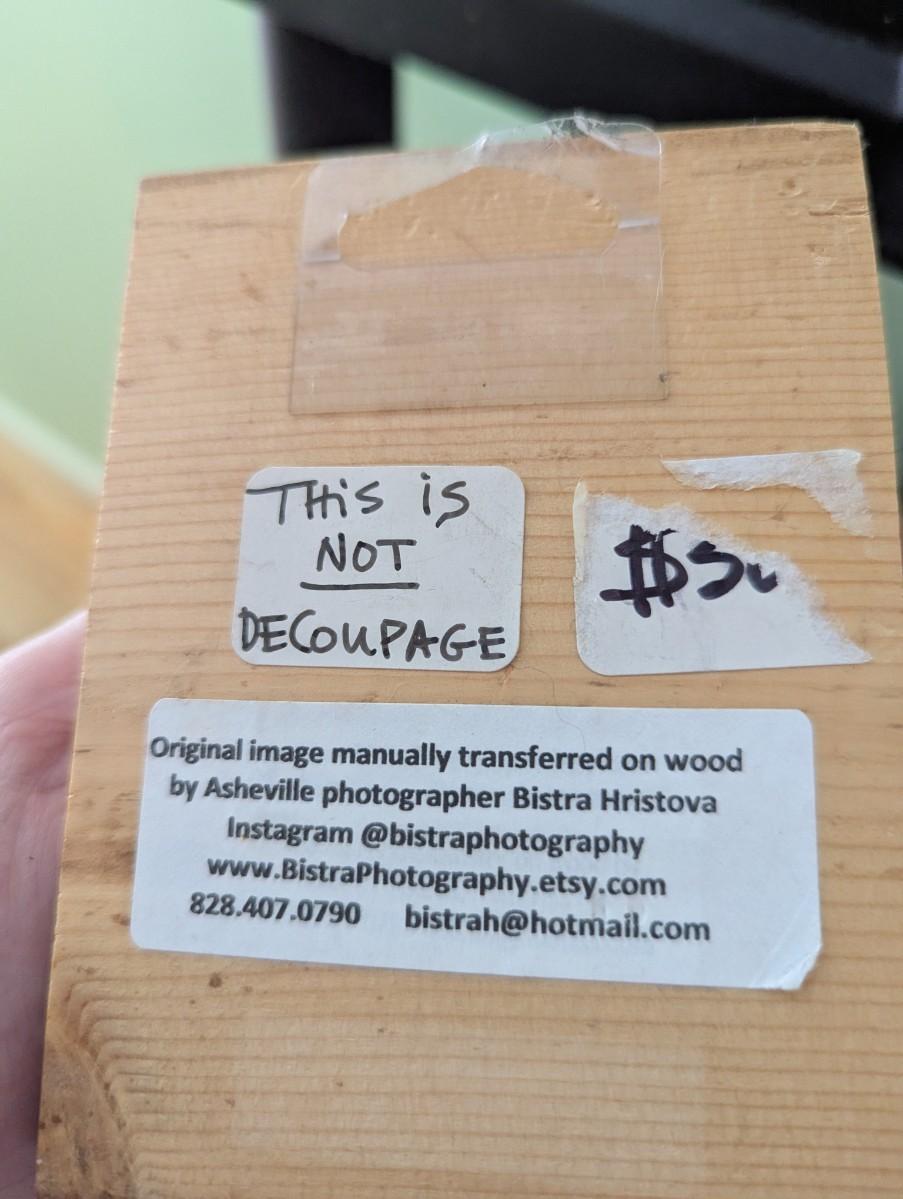 THis is
NOT
DECOUPAGE
Original image manually transferred on wood
by Asheville photographer Bistra Hristova
Instagram @bistraphotography
www.BistraPhotography.etsy.com
828.407.0790 bistrah@hotmail.com